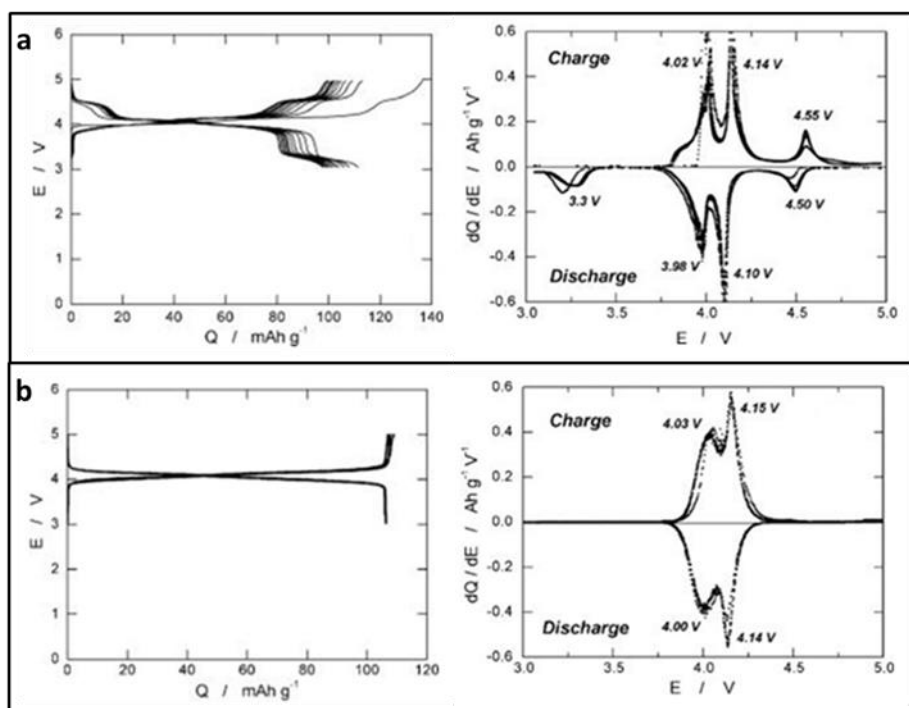 a
E / V
6
5
4
3
2
1
0
0 20 40 60 80 100 120 140
Q / mAh g⁻¹
dQ / dE / Ah g⁻¹ V⁻¹
0.6
0.4
0.2
0.0
-0.2
-0.4
-0.6
Charge
4.02 V
4.14 V
4.55 V
3.3 V
4.50 V
3.98 V
4.10 V
Discharge
3.0 3.5 4.0 4.5 5.0
E / V
b
E / V
6
5
4
3
2
1
0
0 20 40 60 80 100 120
Q / mAh g⁻¹
dQ / dE / Ah g⁻¹ V⁻¹
0.6
0.4
0.2
0.0
-0.2
-0.4
-0.6
Charge
4.03 V
4.15 V
4.00 V
4.14 V
Discharge
3.0 3.5 4.0 4.5 5.0
E / V